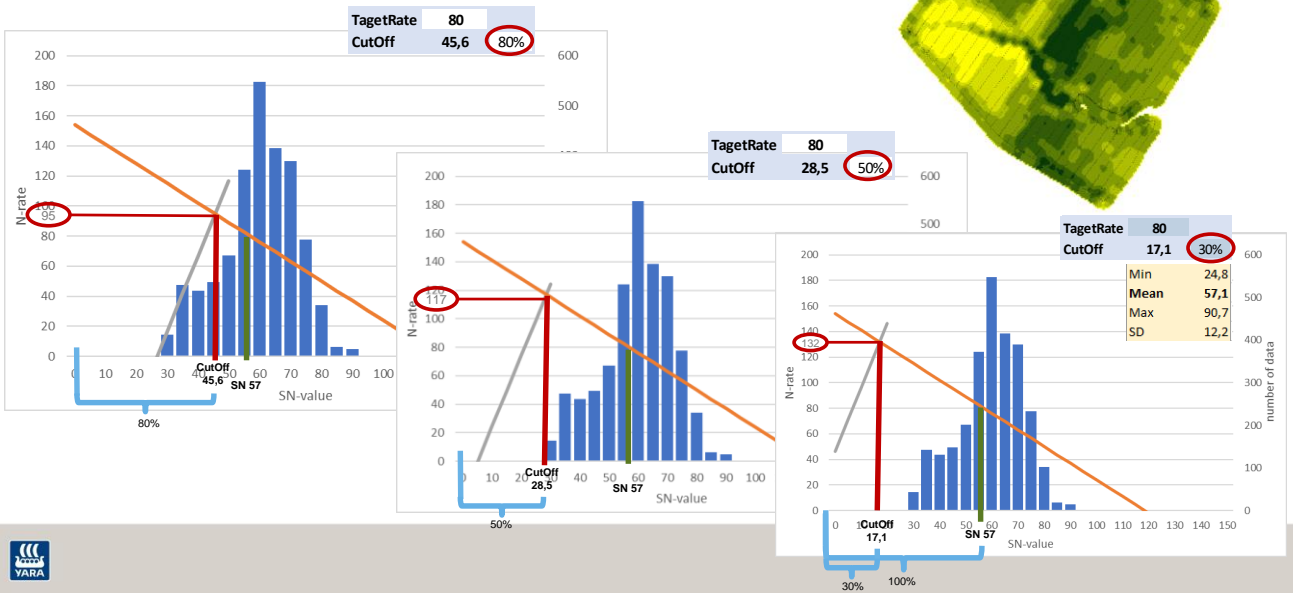 TagetRate 80
CutOff 45,6 80%
200 600
180
160 500
140
120
100
95
80
60
40
20
0
0 10 20 30 40 50 60 70 80 90 100
N-rate
CutOff
45,6
SN 57
SN-value
80%
TagetRate 80
CutOff 28,5 50%
200 600
180
160 500
140
120
117
100
80
60
40
20
0
10 20 30 40 50 60 70 80 90 100
N-rate
CutOff
28,5
SN 57
SN-value
50%
TagetRate 80
CutOff 17,1 30%
Min 24,8
Mean 57,1
Max 90,7
SD 12,2
200 600
180
160 500
140
132 400
120
100 300
80
60 200
40 100
20
0 0
0 30 40 50 60 70 80 90 100 110 120 130 140 150
N-rate
number of data
CutOff
17,1
SN 57
SN-value
30% 100%
YARA